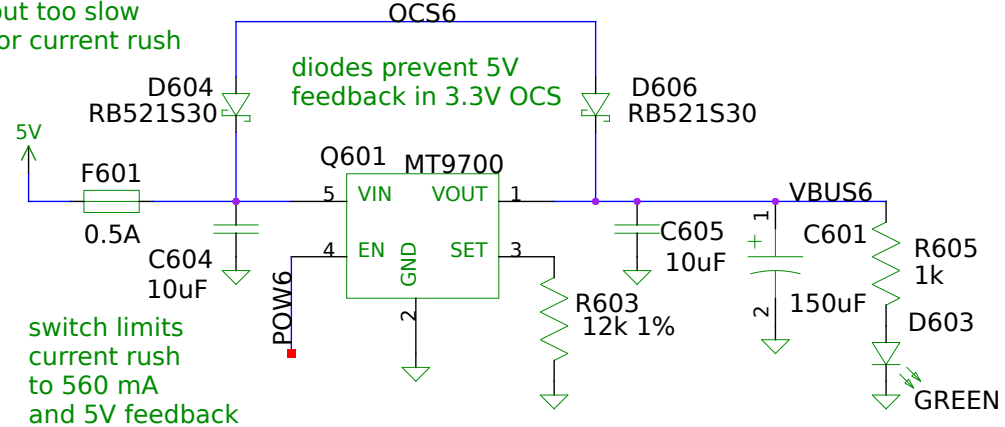 but too slow
for current rush
OCS6
diodes prevent 5V
feedback in 3.3V OCS
D604
RB521S30
D606
RB521S30
5V
F601
0.5A
Q601
MT9700
5
VIN
VOUT
1
4
EN
SET
3
GND
2
VBUS6
C604
10uF
C605
10uF
1
+
C601
150uF
2
R605
1k
POW6
R603
12k 1%
D603
GREEN
switch limits
current rush
to 560 mA
and 5V feedback